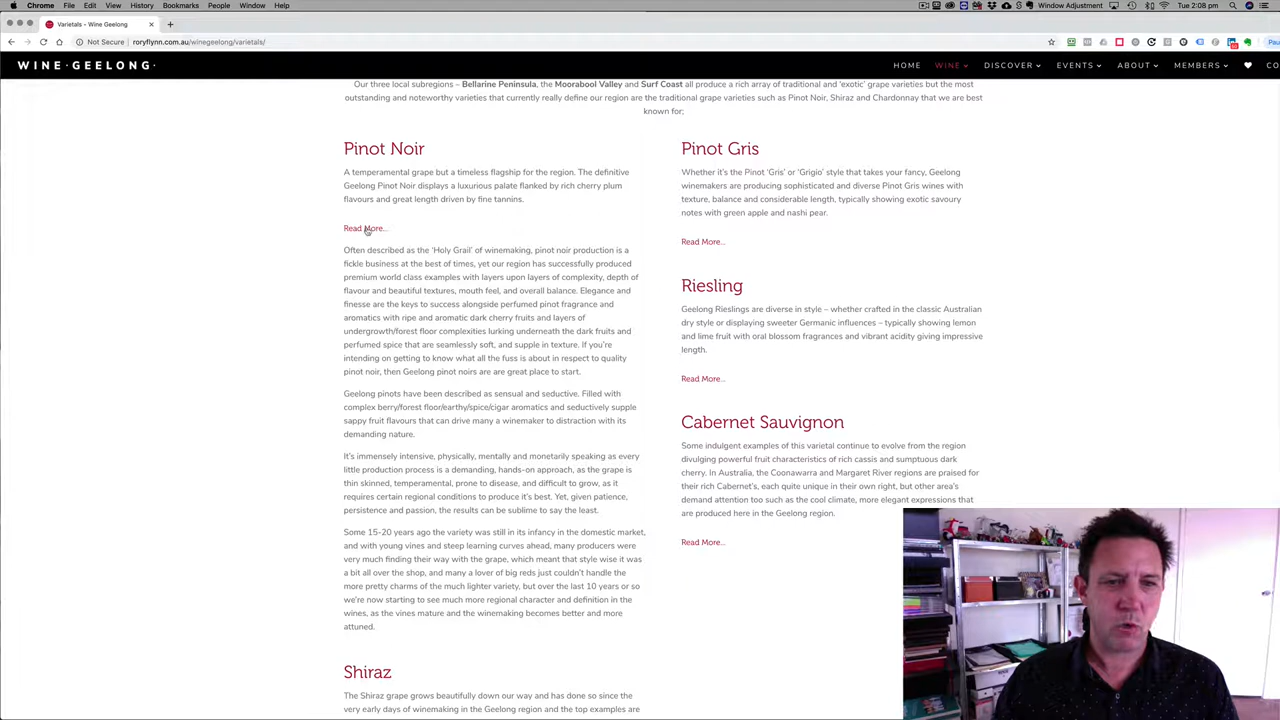 Chrome File Edit View History Bookmarks People Window Help
Window Adjustment Tue 2:08 pm
Varietals - Wine Geelong
Not Secure roryflynn.com.au/winegeelong/varietals/
Pau
WINE·GEELONG·
HOME WINE DISCOVER EVENTS ABOUT MEMBERS CO
Our three local subregions – Bellarine Peninsula, the Moorabool Valley and Surf Coast all produce a rich array of traditional and 'exotic' grape varieties but the most
outstanding and noteworthy varieties that currently really define our region are the traditional grape varieties such as Pinot Noir, Shiraz and Chardonnay that we are best
known for;
Pinot Noir
A temperamental grape but a timeless flagship for the region. The definitive
Geelong Pinot Noir displays a luxurious palate flanked by rich cherry plum
flavours and great length driven by fine tannins.
Read More...
Often described as the 'Holy Grail' of winemaking, pinot noir production is a
fickle business at the best of times, yet our region has successfully produced
premium world class examples with layers upon layers of complexity, depth of
flavour and beautiful textures, mouth feel, and overall balance. Elegance and
finesse are the keys to success alongside perfumed pinot fragrance and
aromatics with ripe and aromatic dark cherry fruits and layers of
undergrowth/forest floor complexities lurking underneath the dark fruits and
perfumed spice that are seamlessly soft, and supple in texture. If you're
intending on getting to know what all the fuss is about in respect to quality
pinot noir, then Geelong pinot noirs are are great place to start.
Geelong pinots have been described as sensual and seductive. Filled with
complex berry/forest floor/earthy/spice/cigar aromatics and seductively supple
sappy fruit flavours that can drive many a winemaker to distraction with its
demanding nature.
It's immensely intensive, physically, mentally and monetarily speaking as every
little production process is a demanding, hands-on approach, as the grape is
thin skinned, temperamental, prone to disease, and difficult to grow, as it
requires certain regional conditions to produce it's best. Yet, given patience,
persistence and passion, the results can be sublime to say the least.
Some 15-20 years ago the variety was still in its infancy in the domestic market,
and with young vines and steep learning curves ahead, many producers were
very much finding their way with the grape, which meant that style wise it was
a bit all over the shop, and many a lover of big reds just couldn't handle the
more pretty charms of the much lighter variety, but over the last 10 years or so
we're now starting to see much more regional character and definition in the
wines, as the vines mature and the winemaking becomes better and more
attuned.
Shiraz
The Shiraz grape grows beautifully down our way and has done so since the
very early days of winemaking in the Geelong region and the top examples are
Pinot Gris
Whether it's the Pinot 'Gris' or 'Grigio' style that takes your fancy, Geelong
winemakers are producing sophisticated and diverse Pinot Gris wines with
texture, balance and considerable length, typically showing exotic savoury
notes with green apple and nashi pear.
Read More...
Riesling
Geelong Rieslings are diverse in style – whether crafted in the classic Australian
dry style or displaying sweeter Germanic influences – typically showing lemon
and lime fruit with oral blossom fragrances and vibrant acidity giving impressive
length.
Read More...
Cabernet Sauvignon
Some indulgent examples of this varietal continue to evolve from the region
divulging powerful fruit characteristics of rich cassis and sumptuous dark
cherry. In Australia, the Coonawarra and Margaret River regions are praised for
their rich Cabernet's, each quite unique in their own right, but other area's
demand attention too such as the cool climate, more elegant expressions that
are produced here in the Geelong region.
Read More...